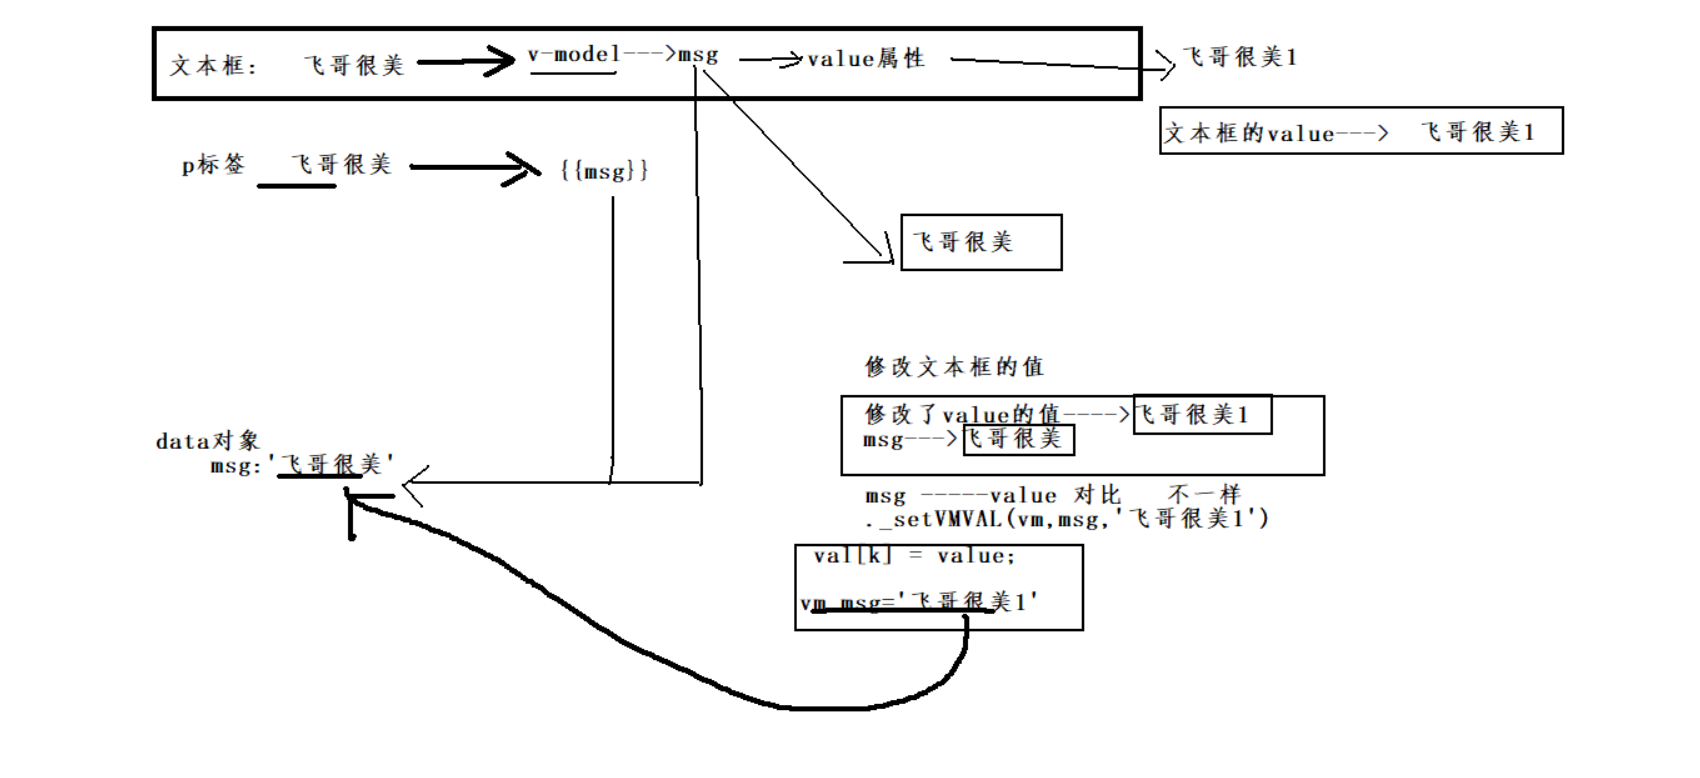 文本框： 飞哥很美 v-model--->msg value属性 飞哥很美1
文本框的value---> 飞哥很美1
p标签 飞哥很美 {{msg}}
飞哥很美
修改文本框的值
修改了value的值---->飞哥很美1
msg--->飞哥很美
data对象
msg:'飞哥很美'
msg -----value 对比 不一样
._setVMVAL(vm,msg,'飞哥很美1')
val[k] = value;
vm.msg='飞哥很美1'